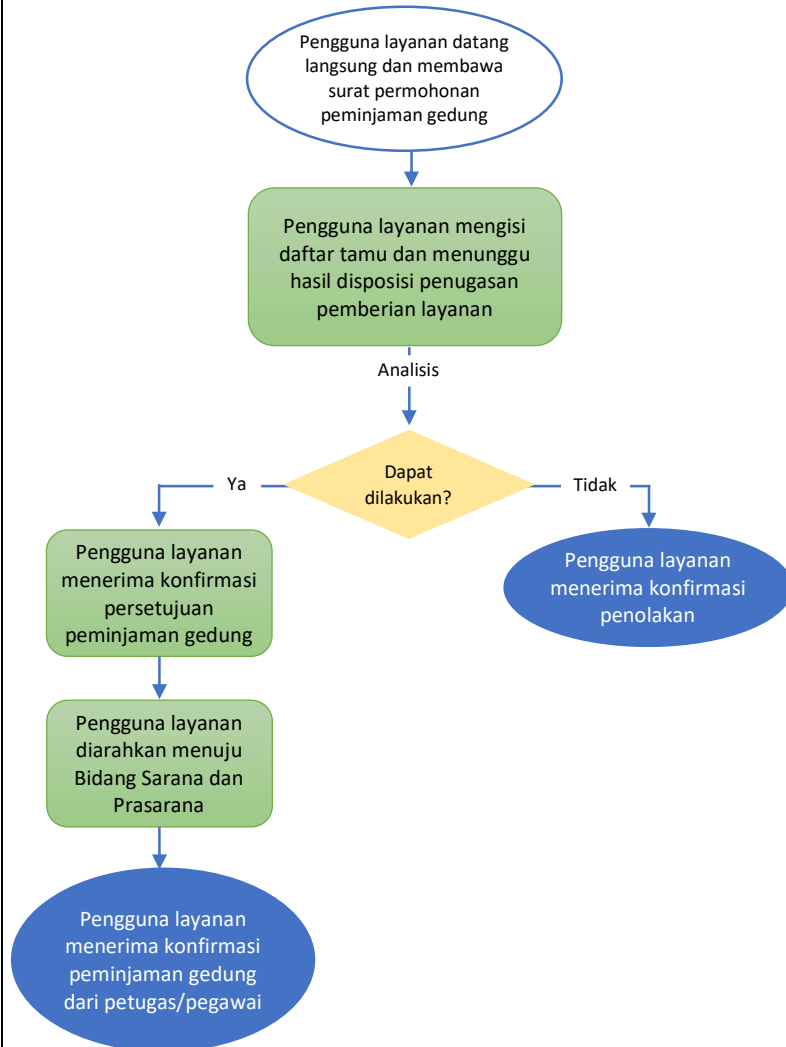 Pengguna layanan datang
langsung dan membawa
surat permohonan
peminjaman gedung
Pengguna layanan mengisi
daftar tamu dan menunggu
hasil disposisi penugasan
pemberian layanan
Analisis
Dapat
dilakukan?
Ya
Tidak
Pengguna layanan
menerima konfirmasi
persetujuan
peminjaman gedung
Pengguna layanan
menerima konfirmasi
penolakan
Pengguna layanan
diarahkan menuju
Bidang Sarana dan
Prasarana
Pengguna layanan
menerima konfirmasi
peminjaman gedung
dari petugas/pegawai